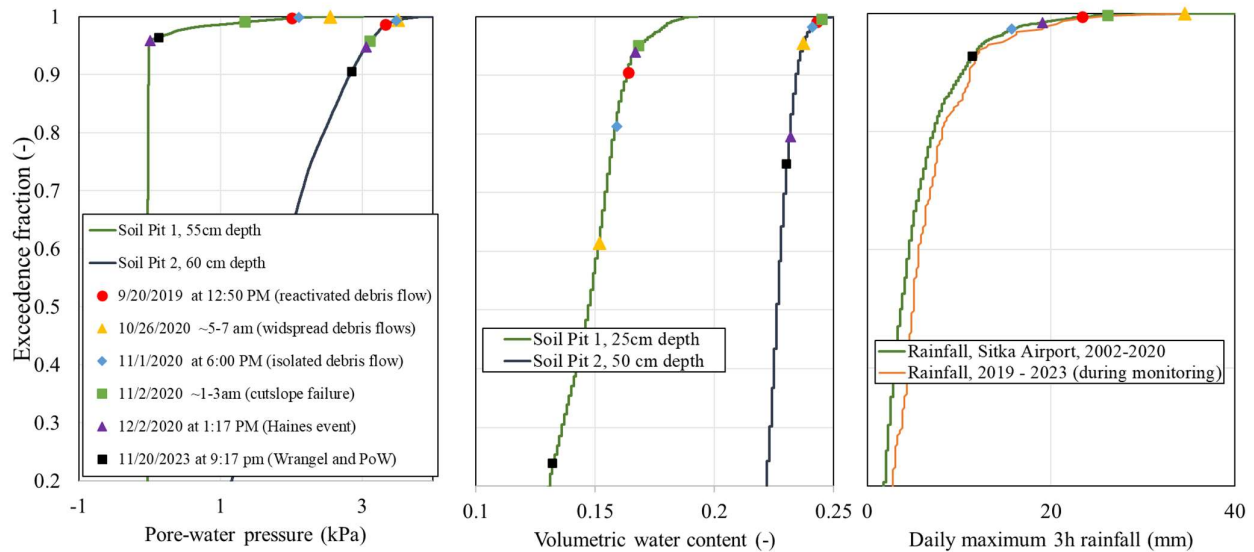 Exceedence fraction (-)
1
0.9
0.8
0.7
0.6
0.5
0.4
0.3
0.2
Soil Pit 1, 55cm depth
Soil Pit 2, 60 cm depth
9/20/2019 at 12:50 PM (reactivated debris flow)
10/26/2020 ~5-7 am (widspread debris flows)
11/1/2020 at 6:00 PM (isolated debris flow)
11/2/2020 ~1-3am (cutslope failure)
12/2/2020 at 1:17 PM (Haines event)
11/20/2023 at 9:17 pm (Wrangel and PoW)
-1 1 3
Pore-water pressure (kPa)
Soil Pit 1, 25cm depth
Soil Pit 2, 50 cm depth
0.1 0.15 0.2 0.25
Volumetric water content (-)
Rainfall, Sitka Airport, 2002-2020
Rainfall, 2019 - 2023 (during monitoring)
0 20 40
Daily maximum 3h rainfall (mm)